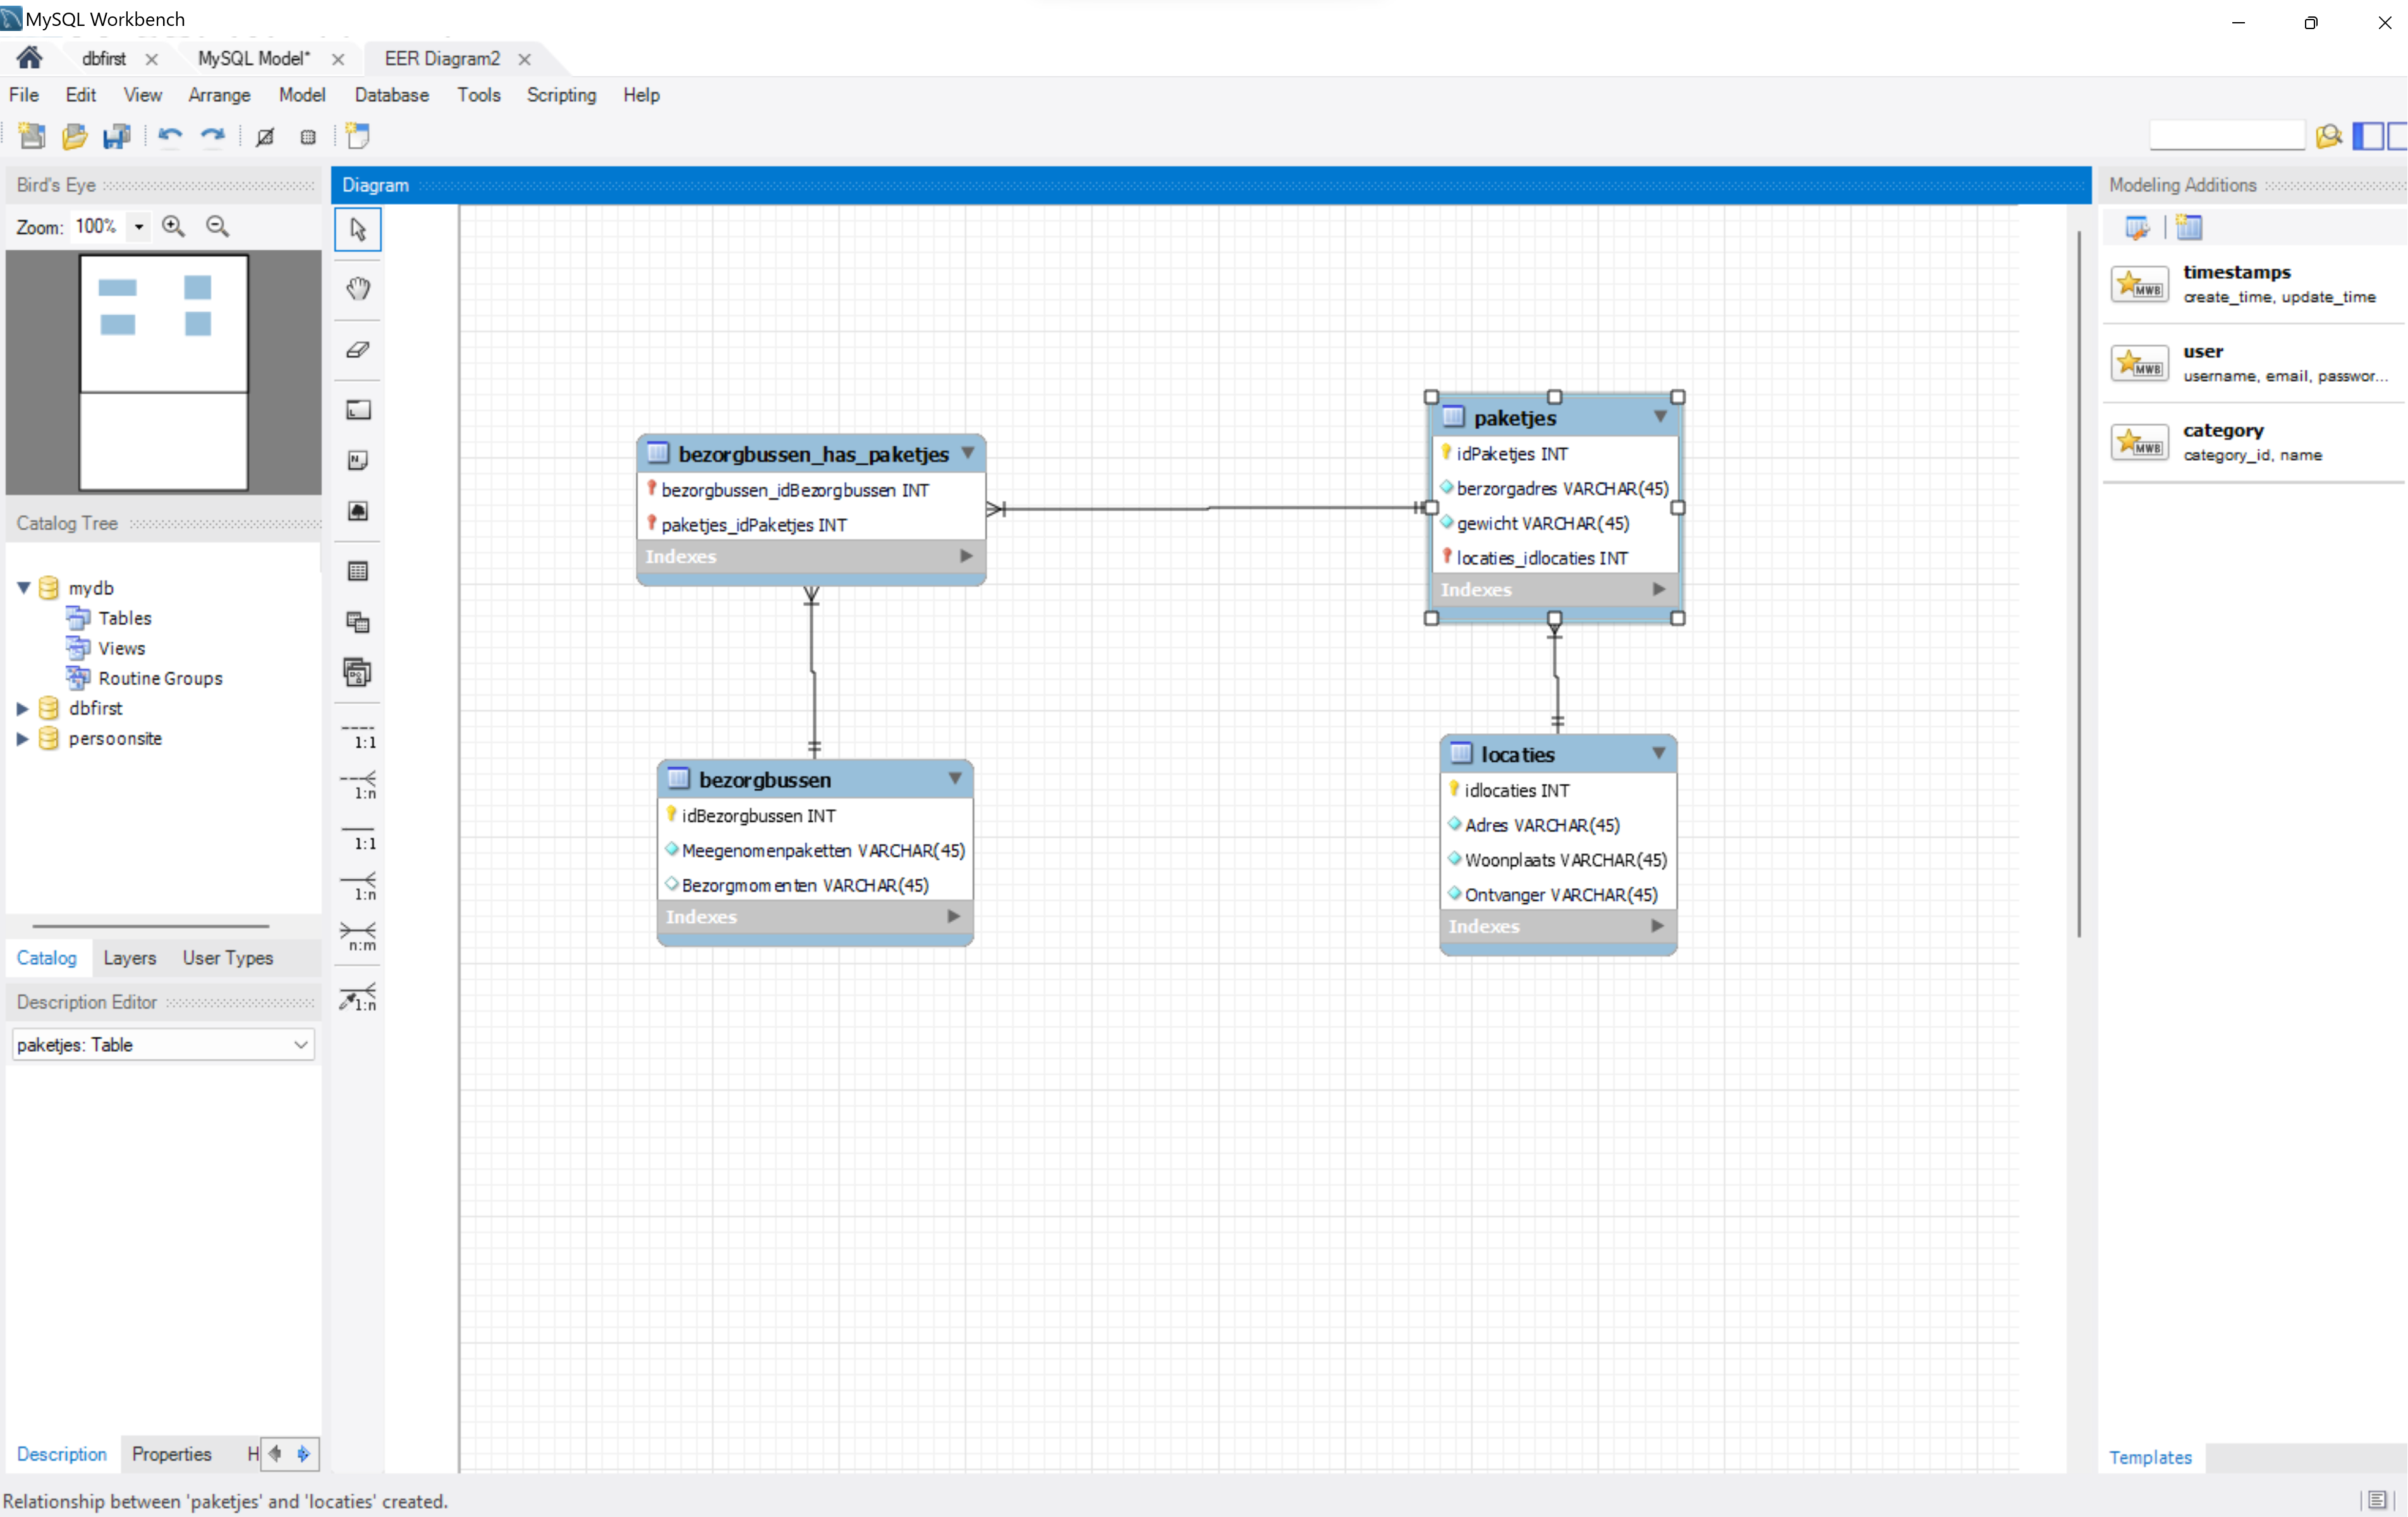 MySQL Workbench
dbfirst
MySQL Model*
EER Diagram2
File Edit View Arrange Model Database Tools Scripting Help
Bird's Eye
Zoom: 100%
Catalog Tree
mydb
Tables
Views
Routine Groups
dbfirst
persoonsite
Catalog Layers User Types
Description Editor
paketjes: Table
Description Properties H
Diagram
1:1
1:n
1:1
1:n
n:m
1:n
bezorgbussen_has_paketjes
bezorgbussen_idBezorgbussen INT
paketjes_idPaketjes INT
Indexes
paketjes
idPaketjes INT
berzorgadres VARCHAR(45)
gewicht VARCHAR(45)
locaties_idlocaties INT
Indexes
bezorgbussen
idBezorgbussen INT
Meegenomenpaketten VARCHAR(45)
Bezorgmomenten VARCHAR(45)
Indexes
locaties
idlocaties INT
Adres VARCHAR(45)
Woonplaats VARCHAR(45)
Ontvanger VARCHAR(45)
Indexes
Modeling Additions
MWB
timestamps
create_time, update_time
MWB
user
username, email, passwor...
MWB
category
category_id, name
Templates
Relationship between 'paketjes' and 'locaties' created.